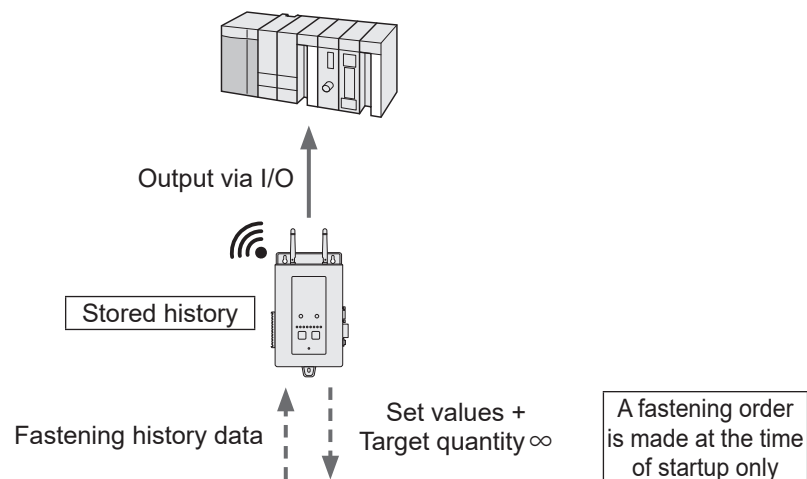 Output via I/O
Stored history
Fastening history data
Set values +
Target quantity ∞
A fastening order
is made at the time
of startup only